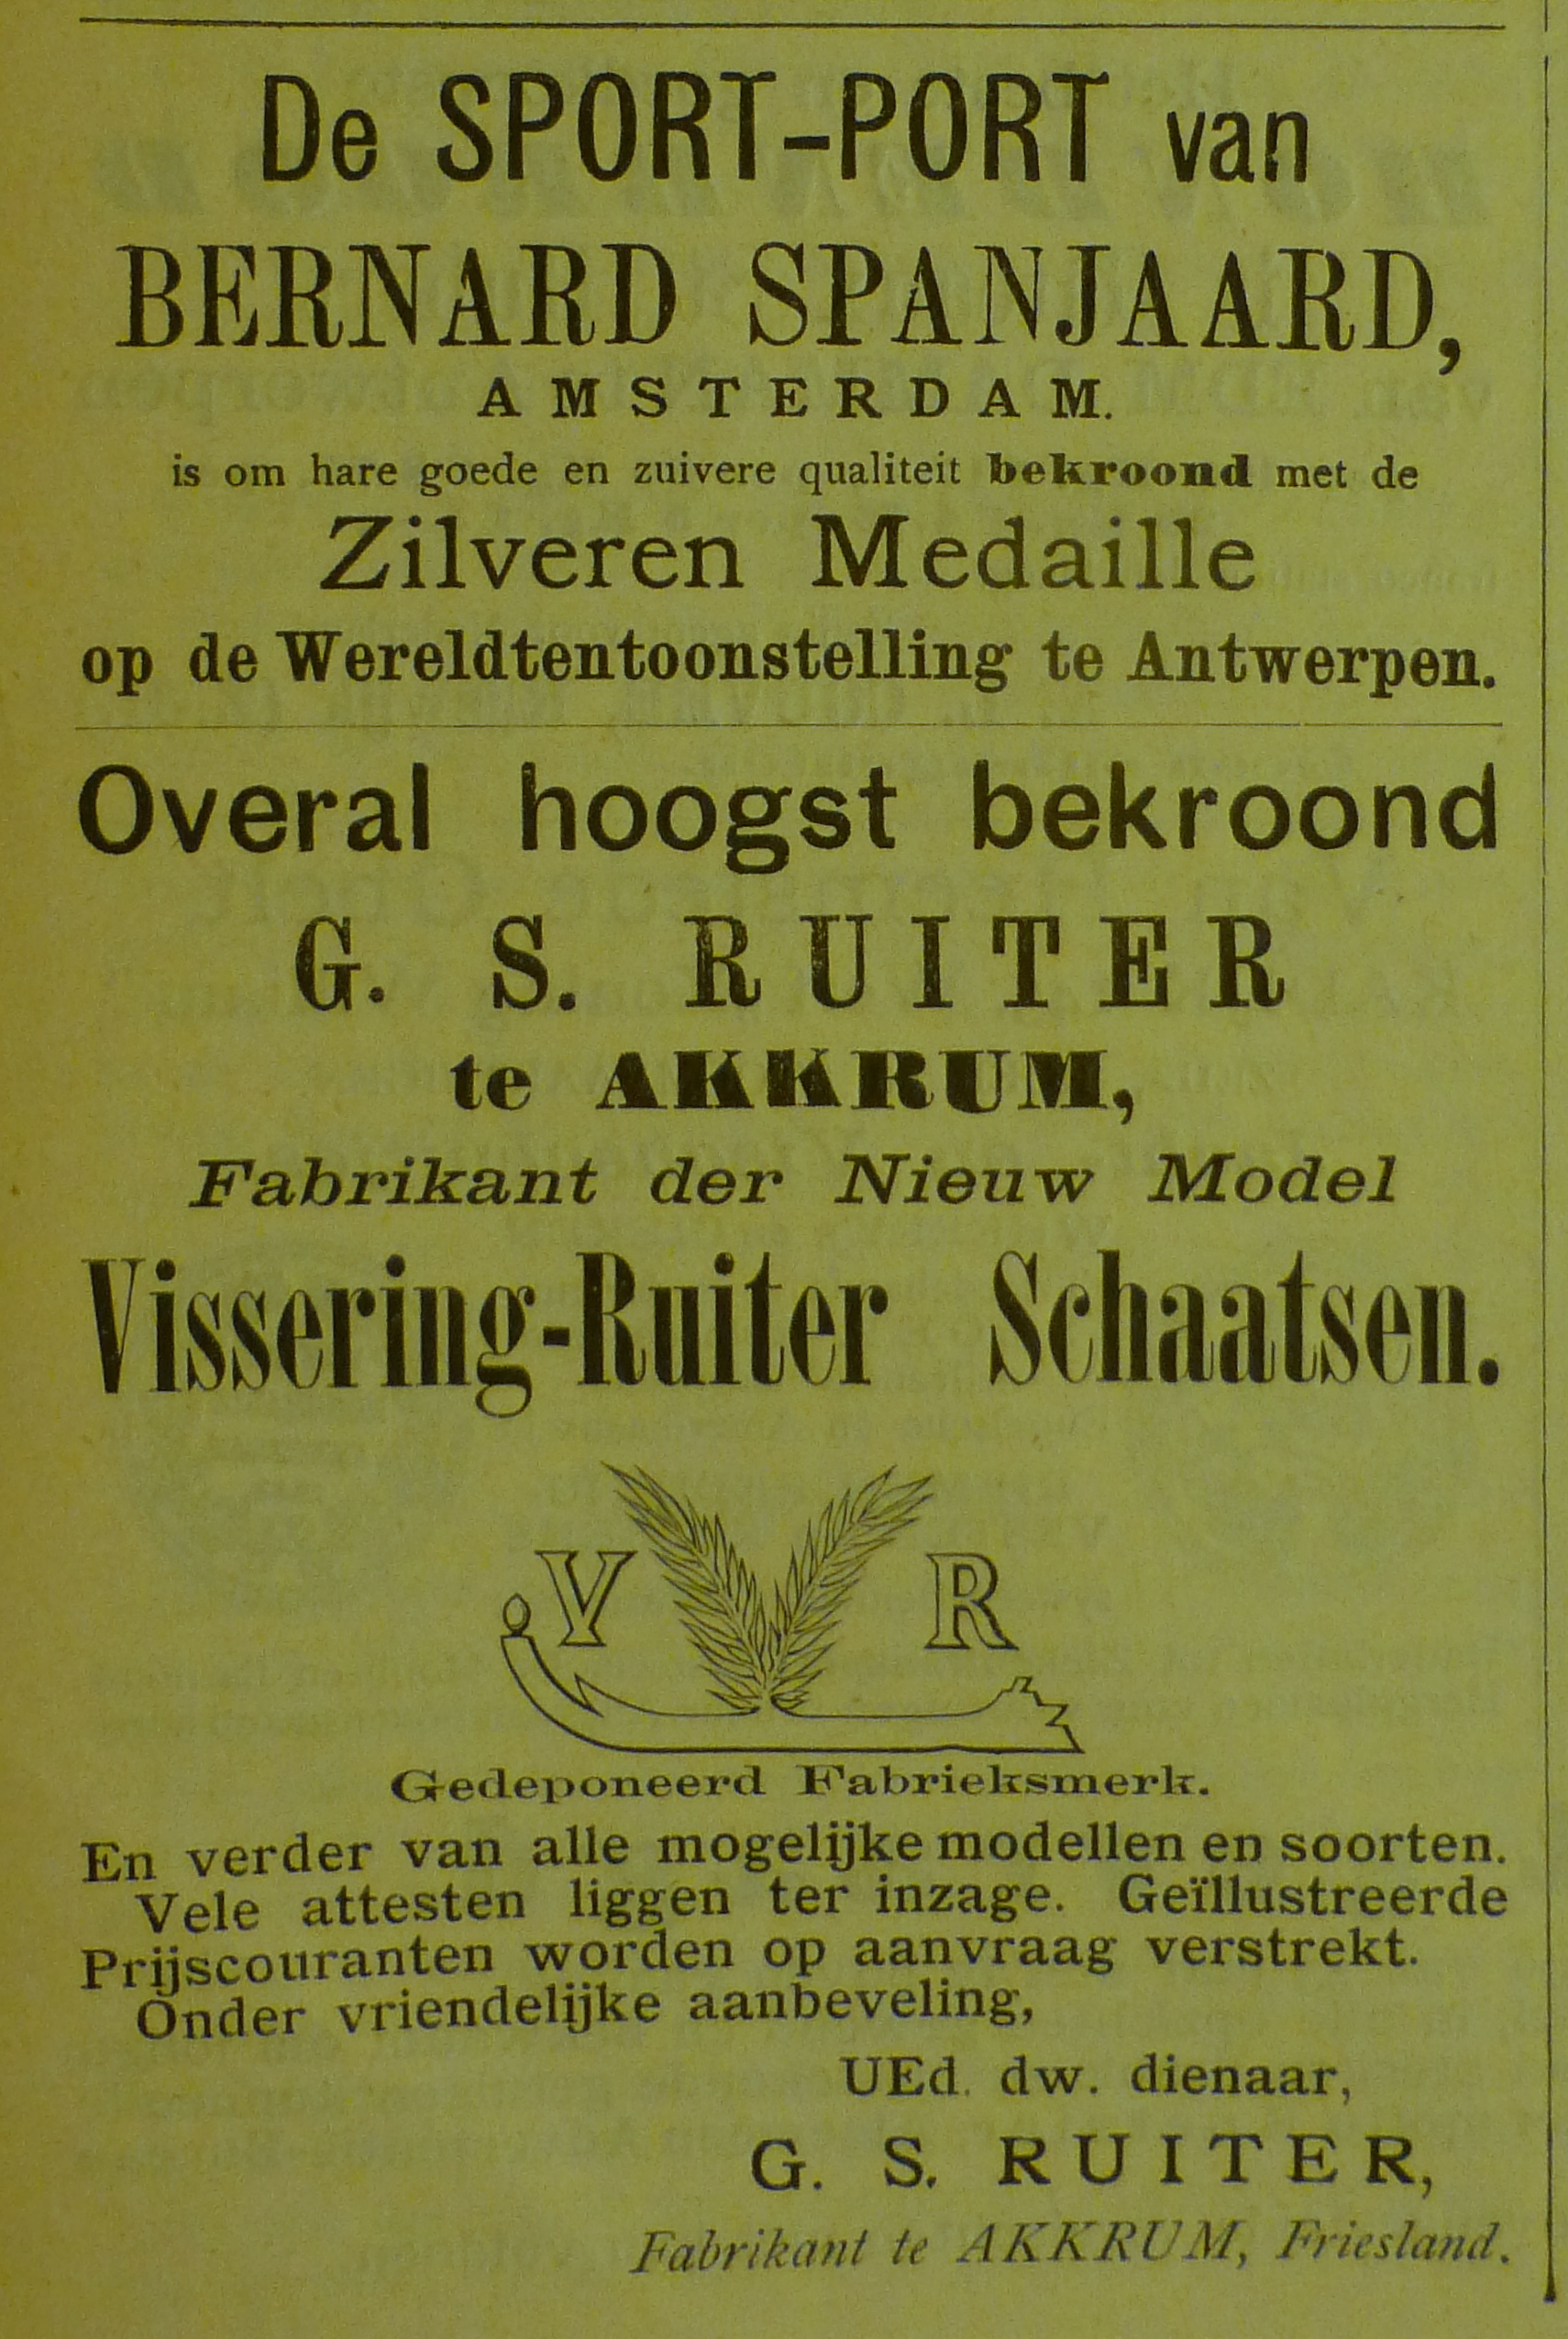 De SPORT-PORT van
BERNARD SPANJAARD,
AMSTERDAM.
is om hare goede en zuivere qualiteit bekroond met de
Zilveren Medaille
op de Wereldtentoonstelling te Antwerpen.
Overal hoogst bekroond
G. S. RUITER
te AKKRUM,
Fabrikant der Nieuw Model
Vissering-Ruiter Schaatsen.
V R
Gedeponeerd Fabrieksmerk.
En verder van alle mogelijke modellen en soorten.
Vele attesten liggen ter inzage. Geïllustreerde
Prijscouranten worden op aanvraag verstrekt.
Onder vriendelijke aanbeveling,
UEd. dw. dienaar,
G. S. RUITER,
Fabrikant te AKKRUM, Friesland.